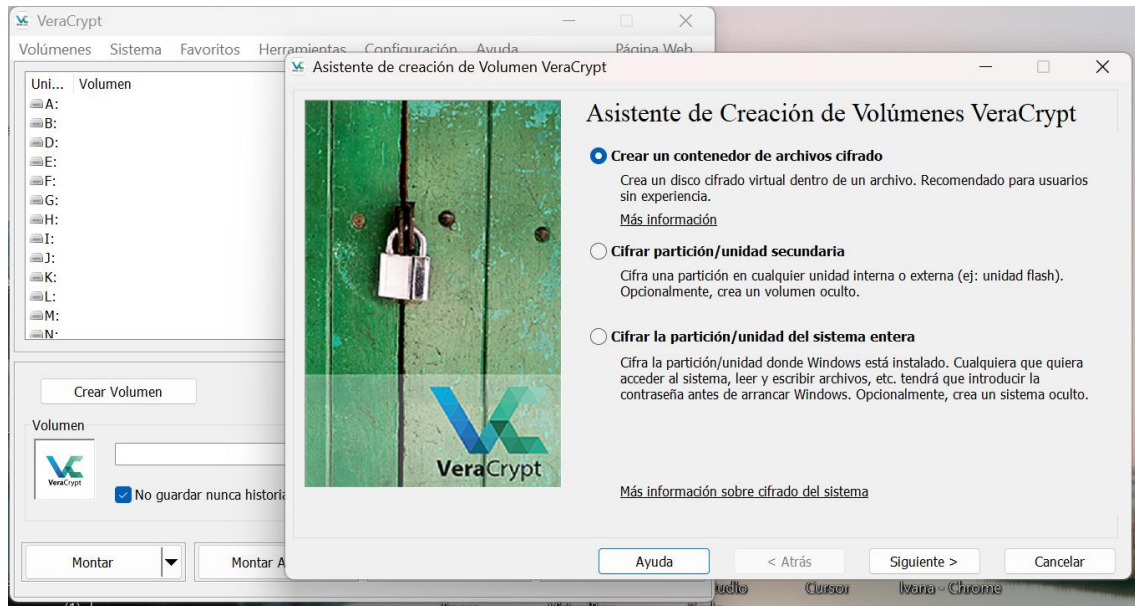 VeraCrypt
Volúmenes Sistema Favoritos Herramientas Configuración Ayuda Página Web
Uni... Volumen
A:
B:
D:
E:
F:
G:
H:
I:
J:
K:
L:
M:
N:
Crear Volumen
Volumen
VeraCrypt
No guardar nunca historia
Montar
Montar A
Asistente de creación de Volumen VeraCrypt
Asistente de Creación de Volúmenes VeraCrypt
Crear un contenedor de archivos cifrado
Crea un disco cifrado virtual dentro de un archivo. Recomendado para usuarios
sin experiencia.
Más información
Cifrar partición/unidad secundaria
Cifra una partición en cualquier unidad interna o externa (ej: unidad flash).
Opcionalmente, crea un volumen oculto.
Cifrar la partición/unidad del sistema entera
Cifra la partición/unidad donde Windows está instalado. Cualquiera que quiera
acceder al sistema, leer y escribir archivos, etc. tendrá que introducir la
contraseña antes de arrancar Windows. Opcionalmente, crea un sistema oculto.
Más información sobre cifrado del sistema
VeraCrypt
Ayuda
< Atrás
Siguiente >
Cancelar
Cursor
Ivana - Chrome